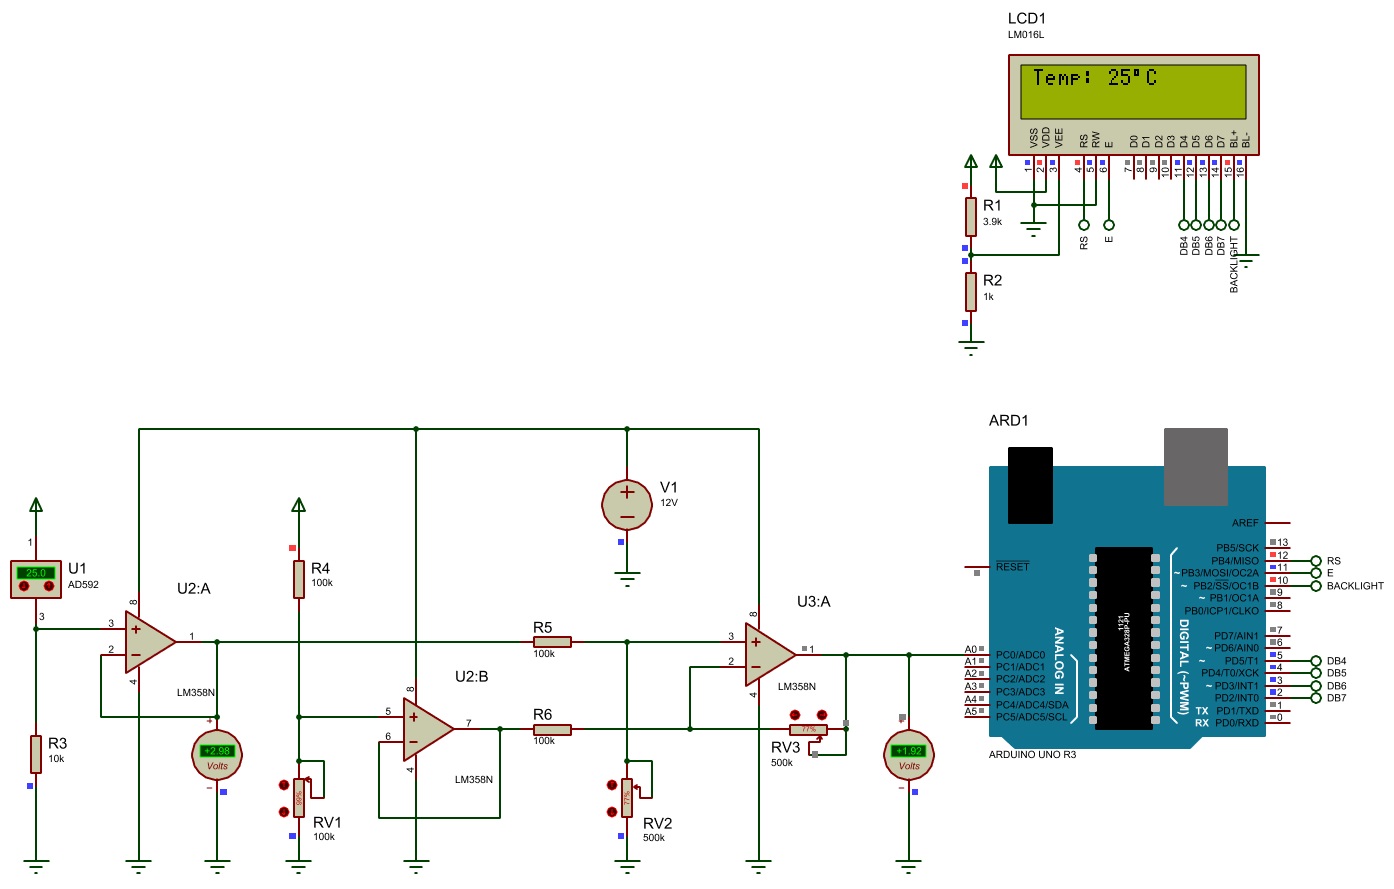 LCD1
LM016L
Temp: 25°C
VSS
VDD
VEE
RS
RW
E
D0
D1
D2
D3
D4
D5
D6
D7
BL+
BL-
1
2
3
4
5
6
7
8
9
10
11
12
13
14
15
16
R1
3.9k
RS
E
DB4
DB5
DB6
DB7
BACKLIGHT
R2
1k
ARD1
V1
12V
1
25.0
U1
AD592
3
U2:A
8
3
1
2
4
LM358N
R3
10k
+2.98
Volts
R4
100k
U2:B
8
5
7
6
4
LM358N
99%
RV1
100k
R5
100k
R6
100k
77%
RV2
500k
U3:A
8
3
1
2
4
LM358N
77%
RV3
500k
+1.92
Volts
AREF
RESET
PB5/SCK 13
PB4/MISO 12 RS
~PB3/MOSI/OC2A 11 E
~ PB2/SS/OC1B 10 BACKLIGHT
~ PB1/OC1A 9
PB0/ICP1/CLKO 8
PD7/AIN1 7
~ PD6/AIN0 6
~ PD5/T1 5 DB4
PD4/T0/XCK 4 DB5
~ PD3/INT1 3 DB6
PD2/INT0 2 DB7
TX PD1/TXD 1
RX PD0/RXD 0
1121
ATMEGA328P-PU
ANALOG IN
DIGITAL (~PWM)
A0 PC0/ADC0
A1 PC1/ADC1
A2 PC2/ADC2
A3 PC3/ADC3
A4 PC4/ADC4/SDA
A5 PC5/ADC5/SCL
ARDUINO UNO R3